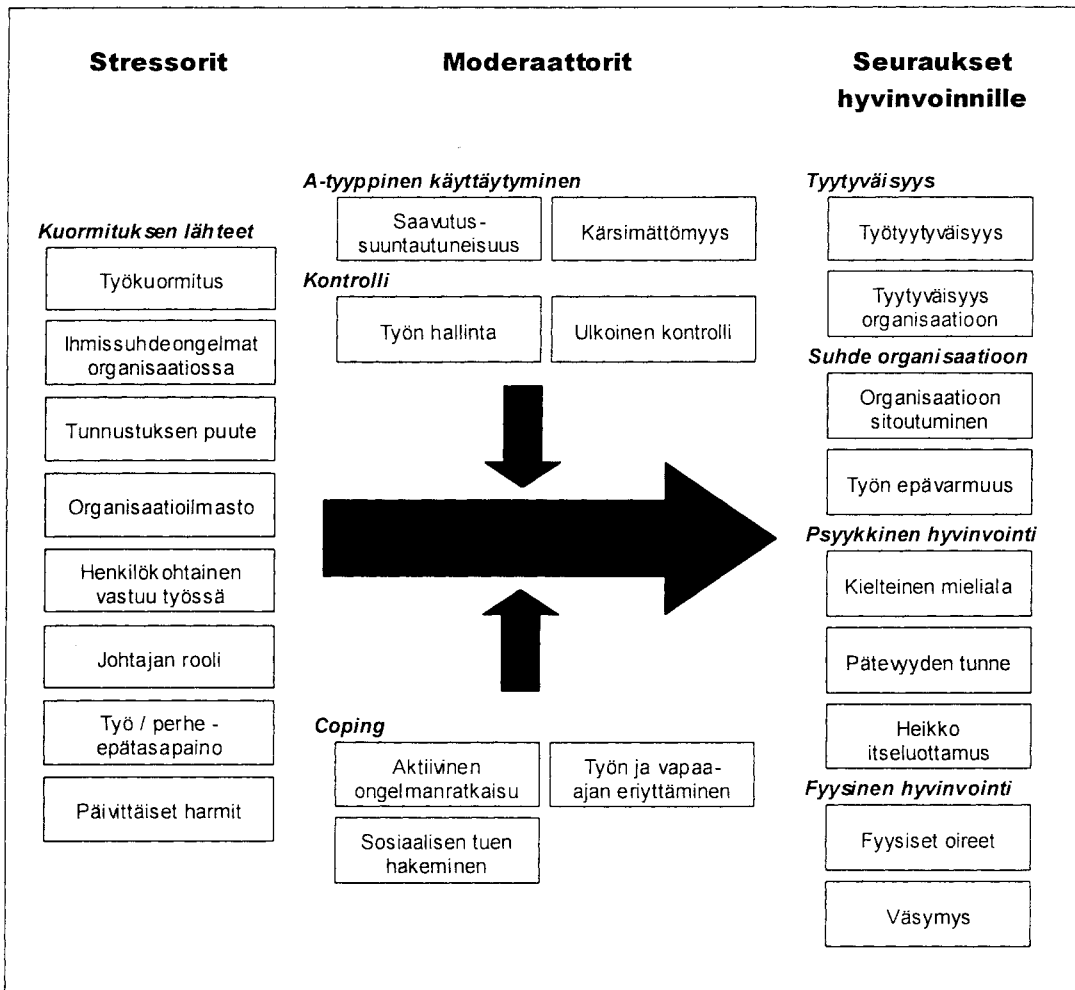 Stressorit
Kuormituksen lähteet
Työkuormitus
Ihmissuhdeongelmat
organisaatiossa
Tunnustuksen puute
Organisaatioilmasto
Henkilökohtainen
vastuu työssä
Johtajan rooli
Työ / perhe -
epätasapaino
Päivittäiset harmit
Moderaattorit
A-tyyppinen käyttäytyminen
Saavutus-
suuntautuneisuus
Kärsimättömyys
Kontrolli
Työn hallinta
Ulkoinen kontrolli
Coping
Aktiivinen
ongelmanratkaisu
Työn ja vapaa-
ajan eriyttäminen
Sosiaalisen tuen
hakeminen
Seuraukset
hyvinvoinnille
Tyytyväisyys
Työtyytyväisyys
Tyytyväisyys
organisaatioon
Suhde organisaatioon
Organisaatioon
sitoutuminen
Työn epävarmuus
Psyykkinen hyvinvointi
Kielteinen mieliala
Pätevyyden tunne
Heikko
itseluottamus
Fyysinen hyvinvointi
Fyysiset oireet
Väsymys